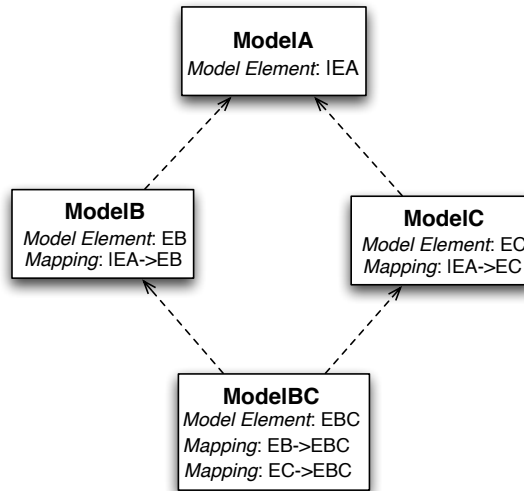 ModelA
Model Element: IEA
ModelB
Model Element: EB
Mapping: IEA->EB
ModelC
Model Element: EC
Mapping: IEA->EC
ModelBC
Model Element: EBC
Mapping: EB->EBC
Mapping: EC->EBC